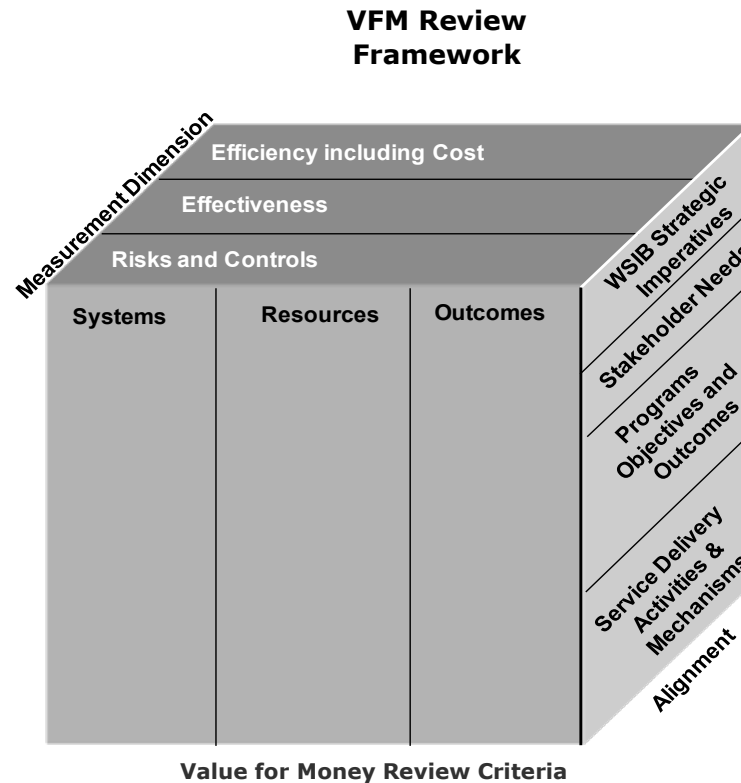 VFM Review
Framework
Measurement Dimension
Efficiency including Cost
Effectiveness
Risks and Controls
Systems
Resources
Outcomes
WSIB Strategic
Imperatives
Stakeholder Needs
Programs
Objectives and
Outcomes
Service Delivery
Activities &
Mechanisms
Alignment
Value for Money Review Criteria